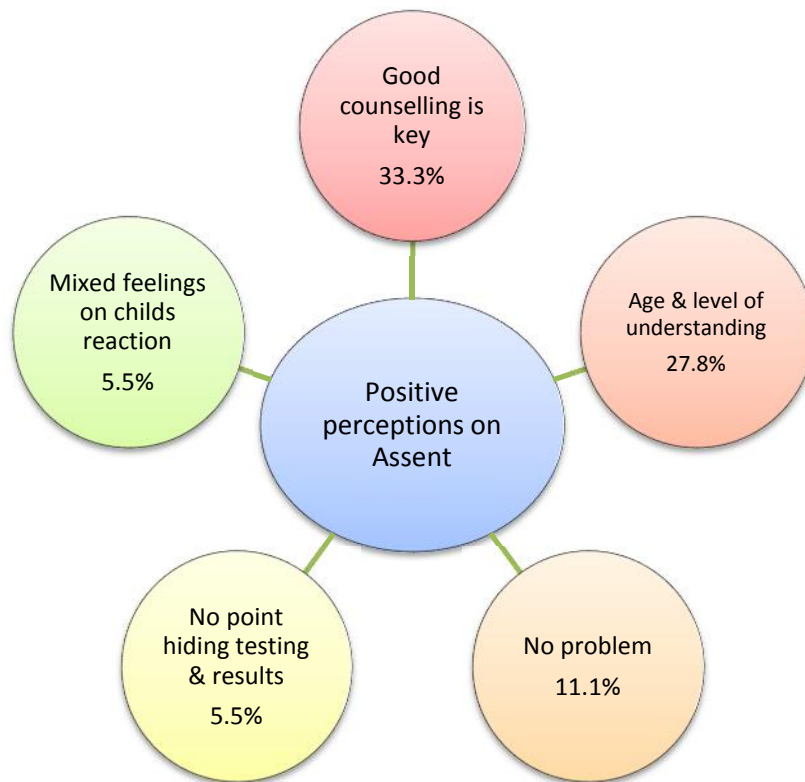 Good
counselling is
key
33.3%
Age & level of
understanding
27.8%
No problem
11.1%
No point
hiding testing
& results
5.5%
Mixed feelings
on childs
reaction
5.5%
Positive
perceptions on
Assent